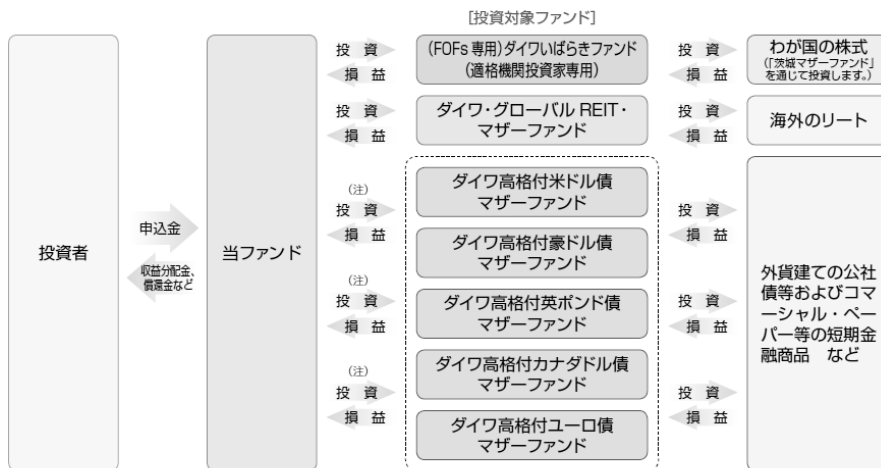 [投資対象ファンド]
投資者
申込金
収益分配金、
償還金など
当ファンド
投 資
損 益
(FOFs 専用)ダイワいばらきファンド
(適格機関投資家専用)
投 資
損 益
わが国の株式
(「茨城マザーファンド」
を通じて投資します。)
投 資
損 益
ダイワ・グローバル REIT・
マザーファンド
投 資
損 益
海外のリート
(注)
投 資
損 益
(注)
投 資
損 益
(注)
投 資
損 益
ダイワ高格付米ドル債
マザーファンド
ダイワ高格付豪ドル債
マザーファンド
ダイワ高格付英ポンド債
マザーファンド
ダイワ高格付カナダドル債
マザーファンド
ダイワ高格付ユーロ債
マザーファンド
投 資
損 益
投 資
損 益
投 資
損 益
外貨建ての公社
債等およびコマ
ーシャル・ペー
パー等の短期金
融商品 など